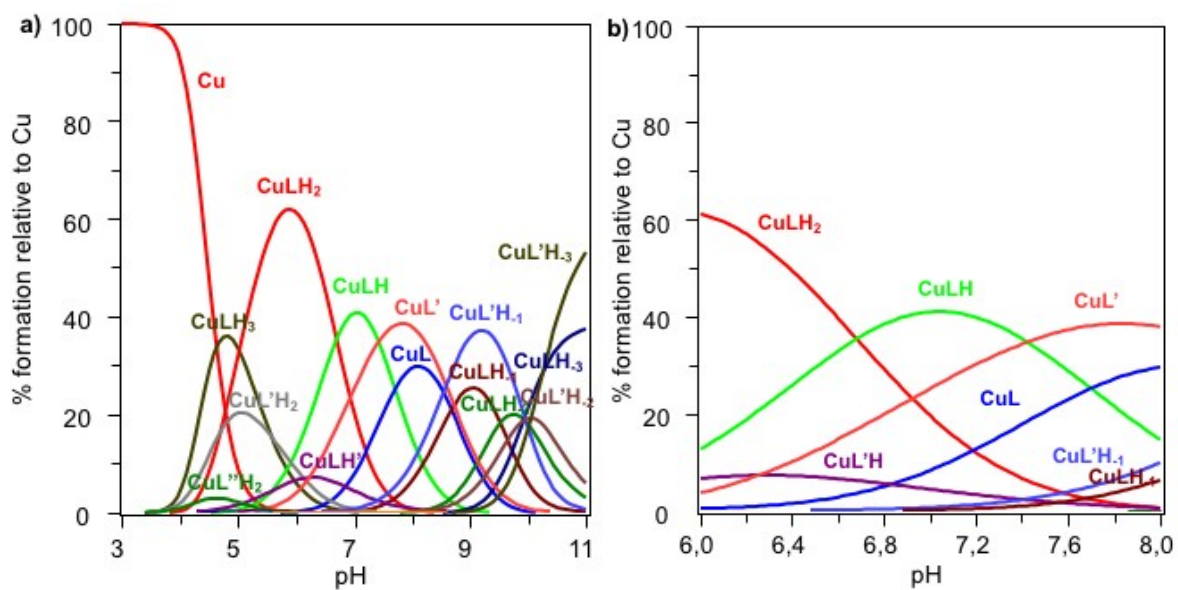 a)
% formation relative to Cu
100
80
60
40
20
0
Cu
CuLH₂
CuL'H₋₃
CuLH
CuL'
CuL'H₋₁
CuLH₃
CuL
CuLH₋₃
CuLH₋₁
CuL'H₂
CuLH₋
CuL'H₋₂
CuLH'
CuL''H₂
3
5
7
9
11
pH
b)
% formation relative to Cu
100
80
60
40
20
0
CuLH₂
CuLH
CuL'
CuL
CuL'H
CuL'H₋₁
CuLH₋₁
6,0
6,4
6,8
7,2
7,6
8,0
pH